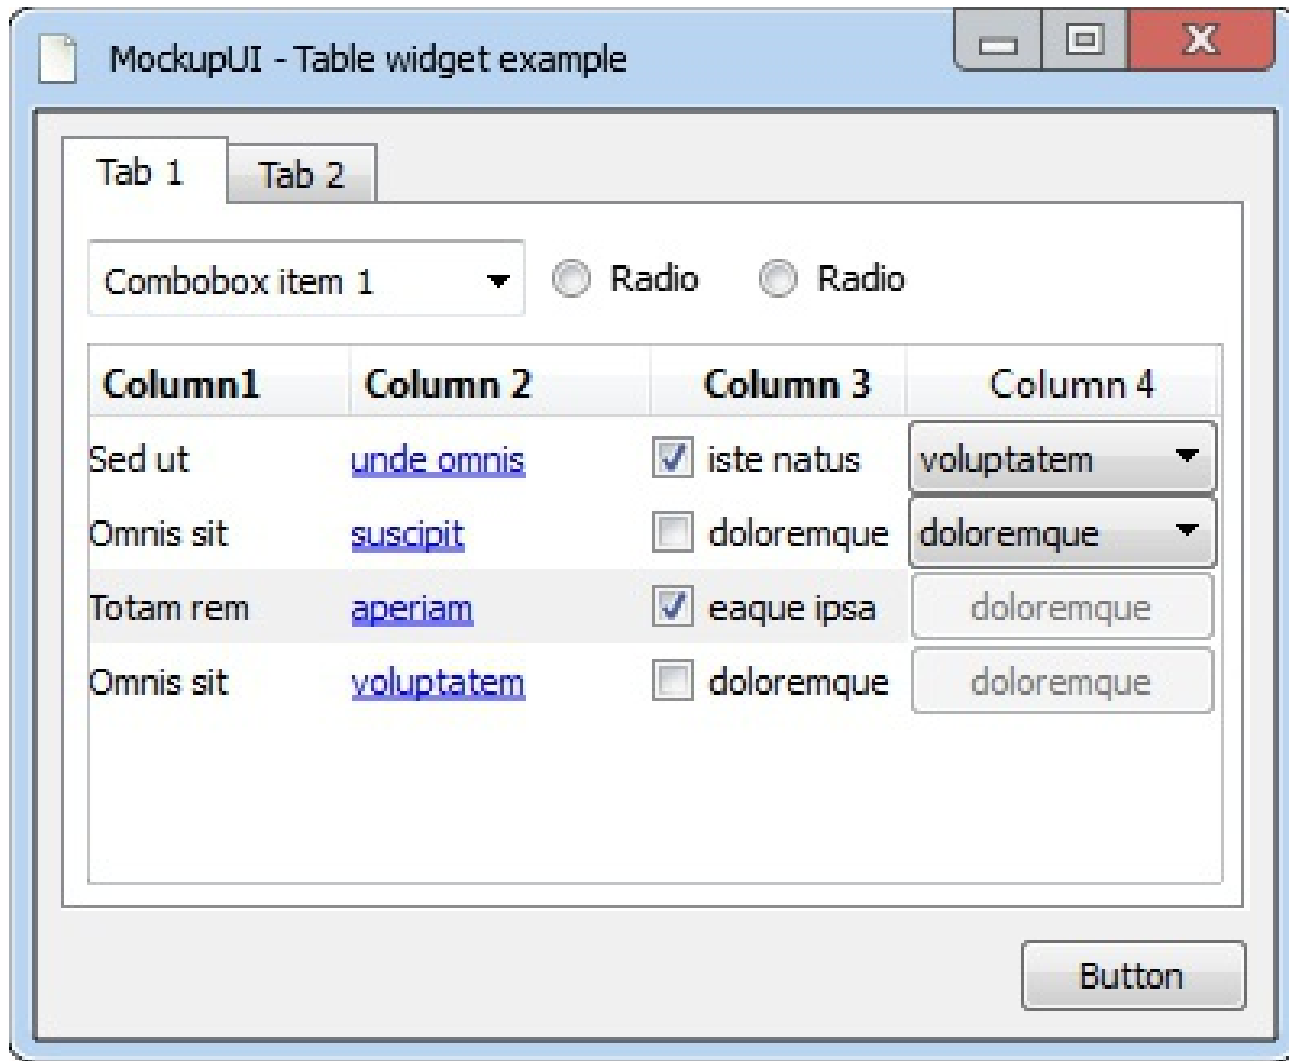 MockupUI - Table widget example
Tab 1 Tab 2
Combobox item 1 Radio Radio
Column1 Column 2 Column 3 Column 4
Sed ut unde omnis iste natus voluptatem
Omnis sit suscipit doloremque doloremque
Totam rem aperiam eaque ipsa doloremque
Omnis sit voluptatem doloremque doloremque
Button